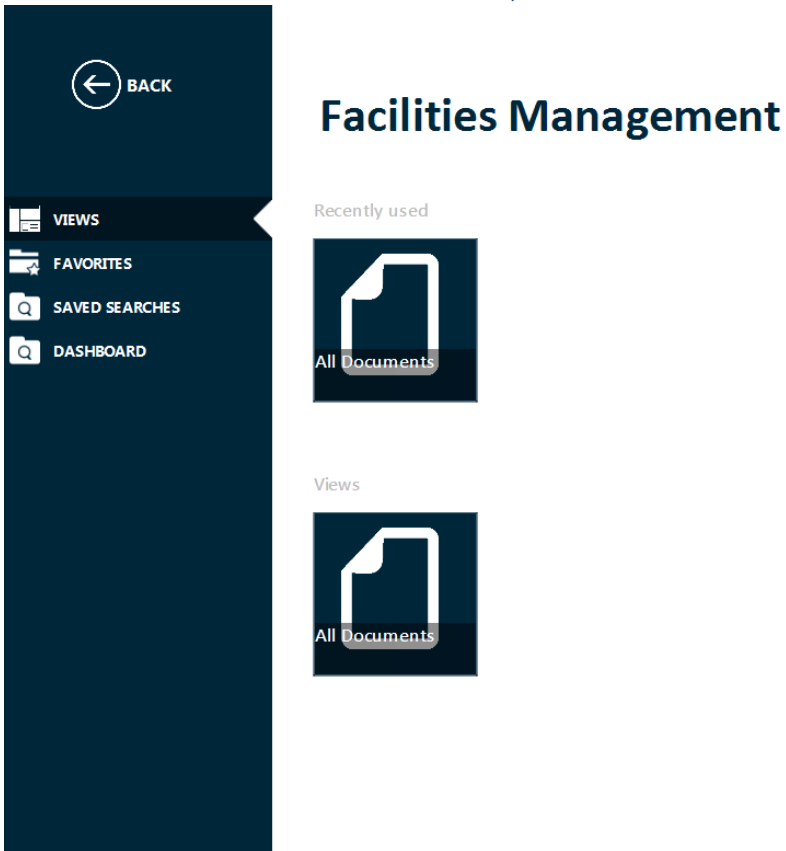 BACK
Facilities Management
VIEWS
FAVORITES
SAVED SEARCHES
DASHBOARD
Recently used
All Documents
Views
All Documents